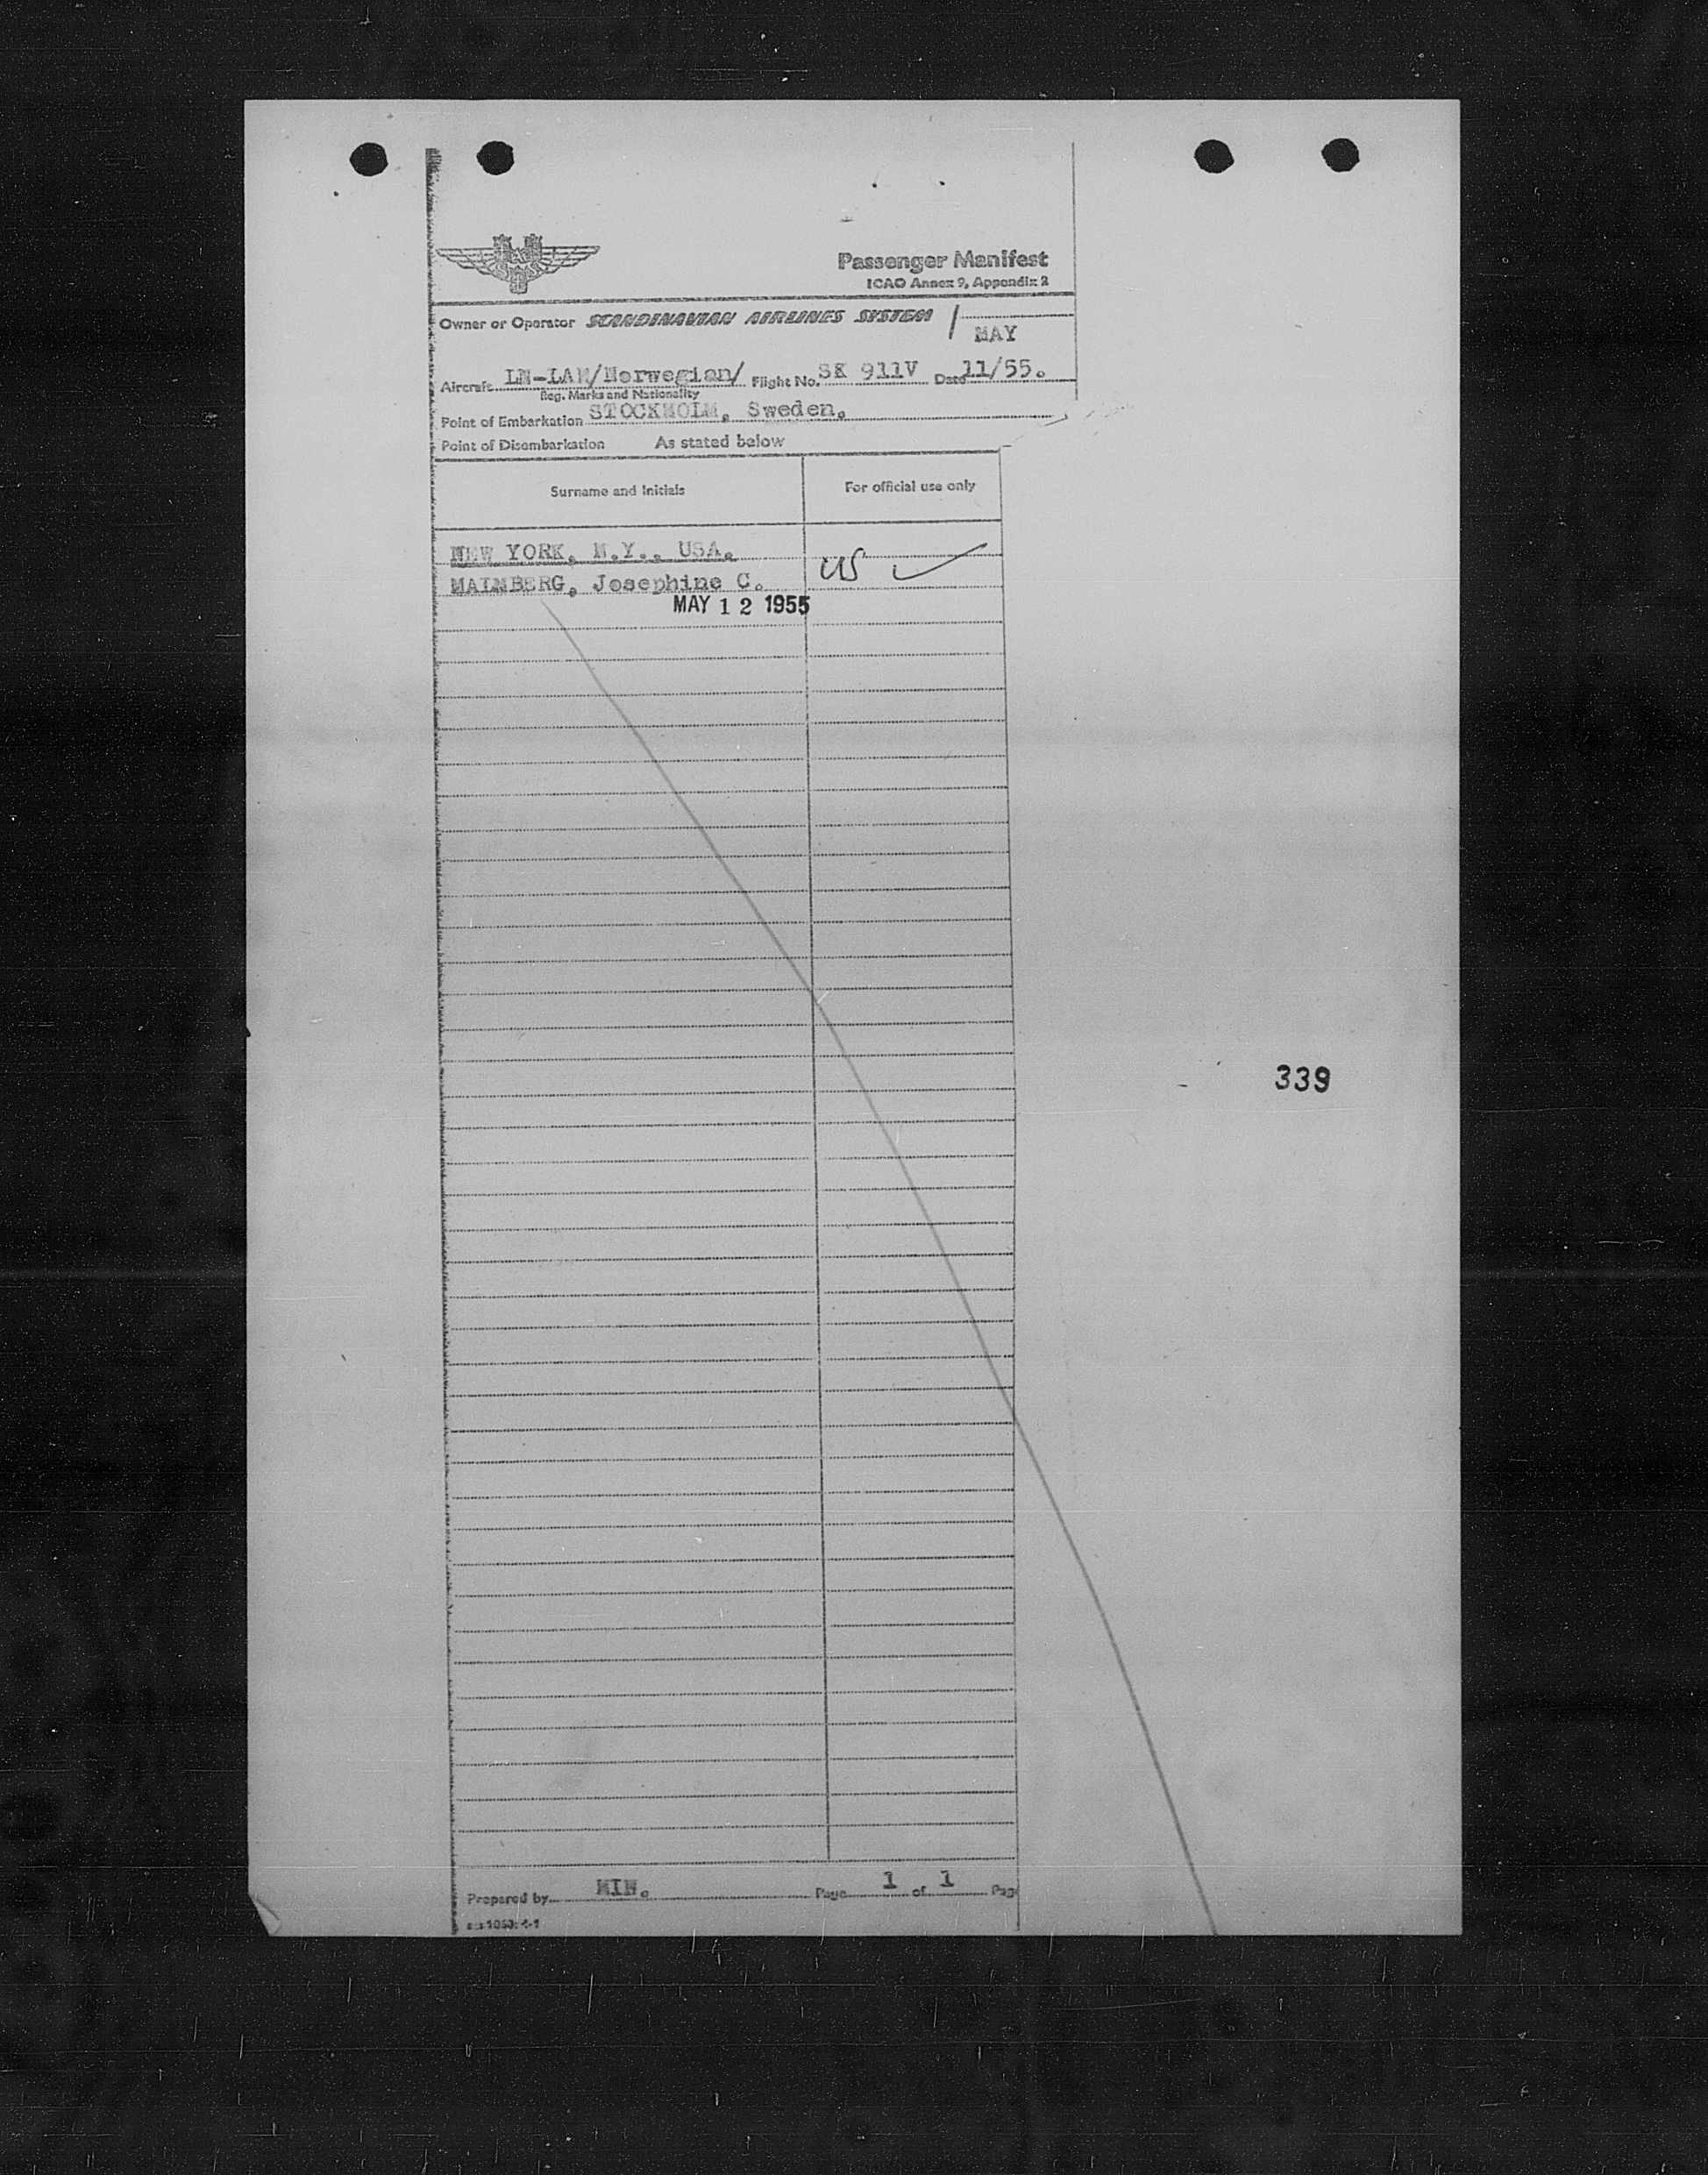 Passenger Manifest
ICAO Annex 9, Appendix 2
Owner or Operator SCANDINAVIAN AIRLINES SYSTEM /
MAY
Aircraft LN-LAM/Norwegian/ Flight No. SK 911V Date 11/55.
Reg. Marks and Nationality
Point of Embarkation STOCKHOLM, Sweden.
Point of Disembarkation As stated below
Surname and Initials For official use only
NEW YORK, N.Y., USA.
MALMBERG, Josephine C. US ✓
MAY 12 1955
339
Prepared by MIN. Page 1 of 1 Pag